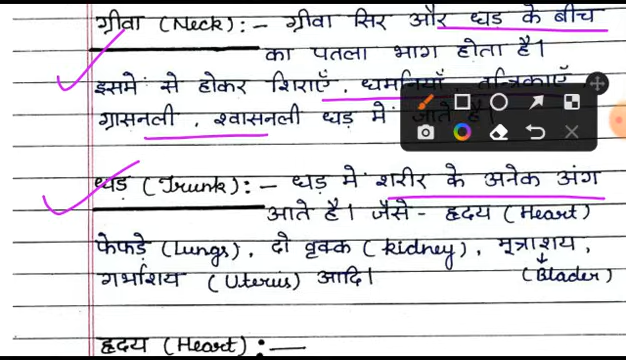 ग्रीवा (Neck):- ग्रीवा सिर और धड़ के बीच
का पतला भाग होता है।
इसमें से होकर शिराएँ, धमनियाँ, तन्त्रिकाएँ,
ग्रासनली, श्वासनली धड़ में जाते हैं।
धड़ (Trunk):- धड़ में शरीर के अनेक अंग
आते है। जैसे- हृदय (Heart)
फेफड़े (Lungs), दो वृक्क (kidney), मूत्राशय,
गर्भाशय (Uterus) आदि। (Blader)
हृदय (Heart):—